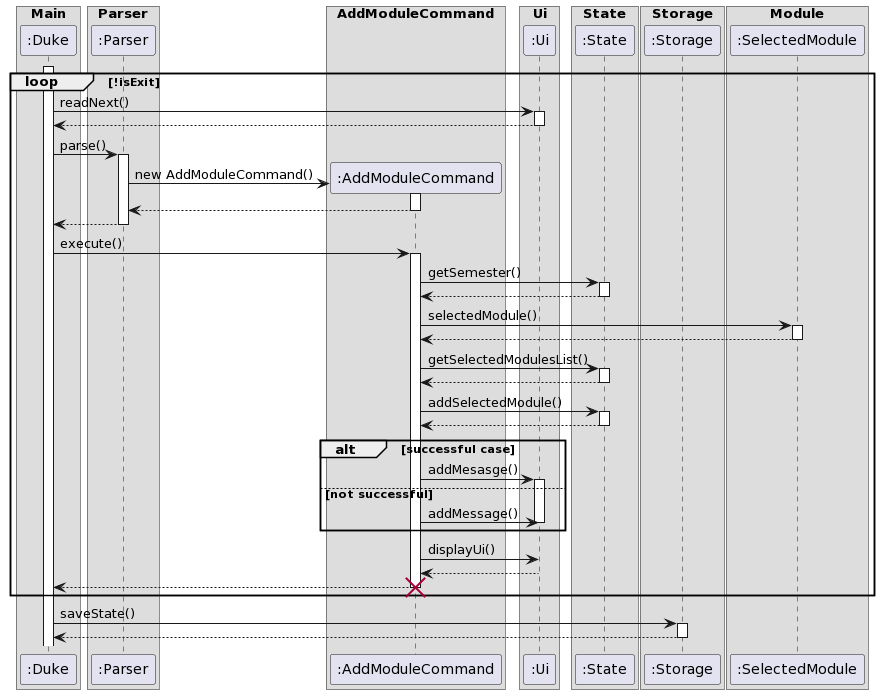 Main Parser AddModuleCommand Ui State Storage Module
:Duke :Parser :Ui :State :Storage :SelectedModule
loop [!isExit]
readNext()
parse()
new AddModuleCommand() :AddModuleCommand
execute()
getSemester()
selectedModule()
getSelectedModulesList()
addSelectedModule()
alt [successful case]
addMesasge()
[not successful]
addMessage()
displayUi()
saveState()
:Duke :Parser :AddModuleCommand :Ui :State :Storage :SelectedModule